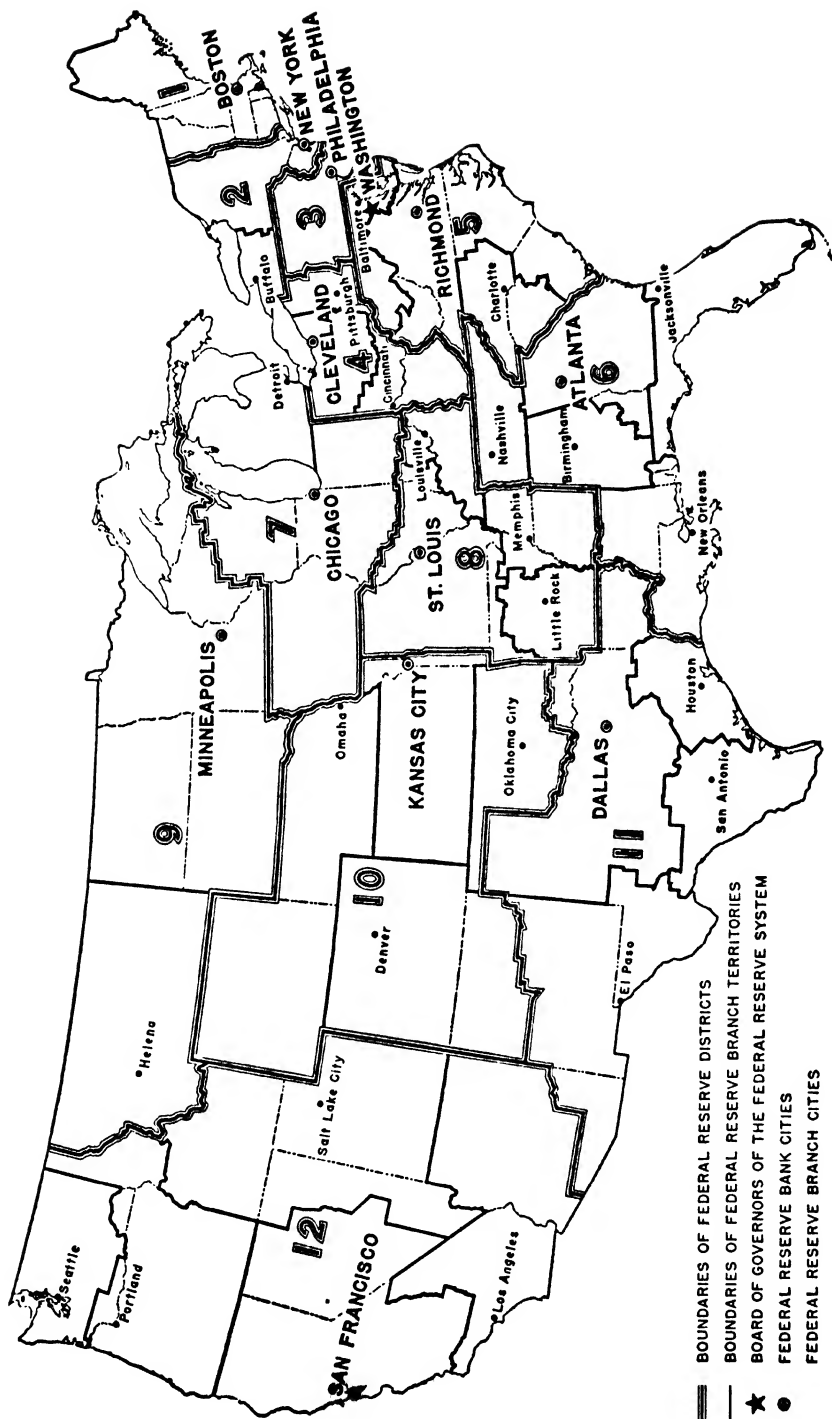 1
BOSTON
2
NEW YORK
3
PHILADELPHIA
WASHINGTON
Baltimore
Buffalo
CLEVELAND
Pittsburgh
4
Cincinnati
RICHMOND
5
Charlotte
Detroit
7
CHICAGO
Louisville
ST. LOUIS
8
Memphis
Little Rock
Nashville
Birmingham
ATLANTA
6
Jacksonville
New Orleans
9
MINNEAPOLIS
Helena
Omaha
KANSAS CITY
10
Denver
Oklahoma City
DALLAS
11
Houston
San Antonio
El Paso
Seattle
Portland
Salt Lake City
12
SAN FRANCISCO
Los Angeles
BOUNDARIES OF FEDERAL RESERVE DISTRICTS
BOUNDARIES OF FEDERAL RESERVE BRANCH TERRITORIES
BOARD OF GOVERNORS OF THE FEDERAL RESERVE SYSTEM
FEDERAL RESERVE BANK CITIES
FEDERAL RESERVE BRANCH CITIES